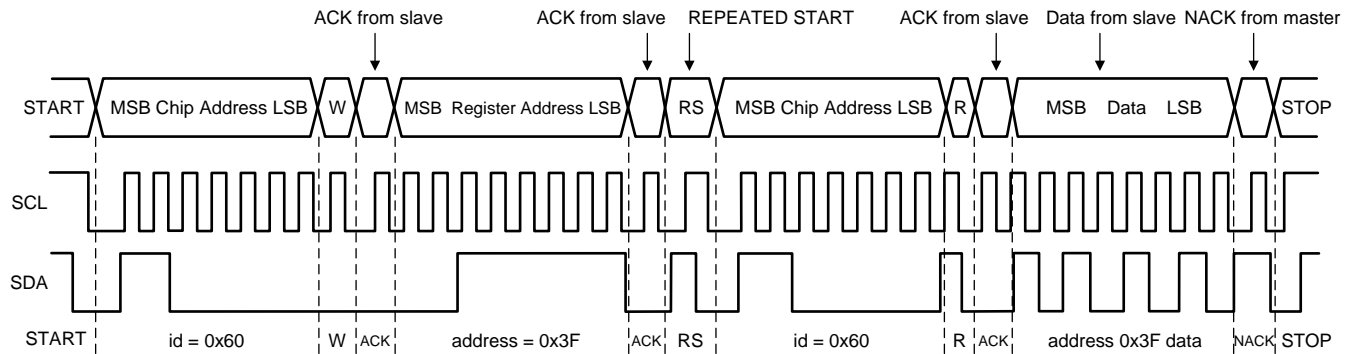 ACK from slave ACK from slave REPEATED START ACK from slave Data from slave NACK from master
START MSB Chip Address LSB W MSB Register Address LSB RS MSB Chip Address LSB R MSB Data LSB STOP
SCL
SDA
START id = 0x60 W ACK address = 0x3F ACK RS id = 0x60 R ACK address 0x3F data NACK STOP